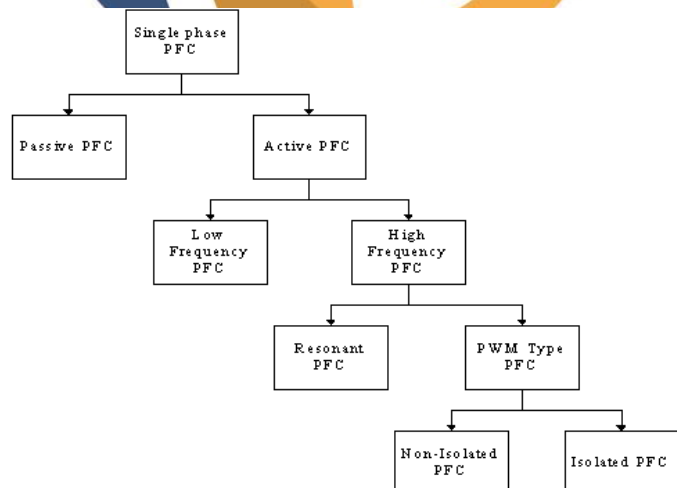 Single phase
PFC
Passive PFC
Active PFC
Low
Frequency
PFC
High
Frequency
PFC
Resonant
PFC
PWM Type
PFC
Non-Isolated
PFC
Isolated PFC